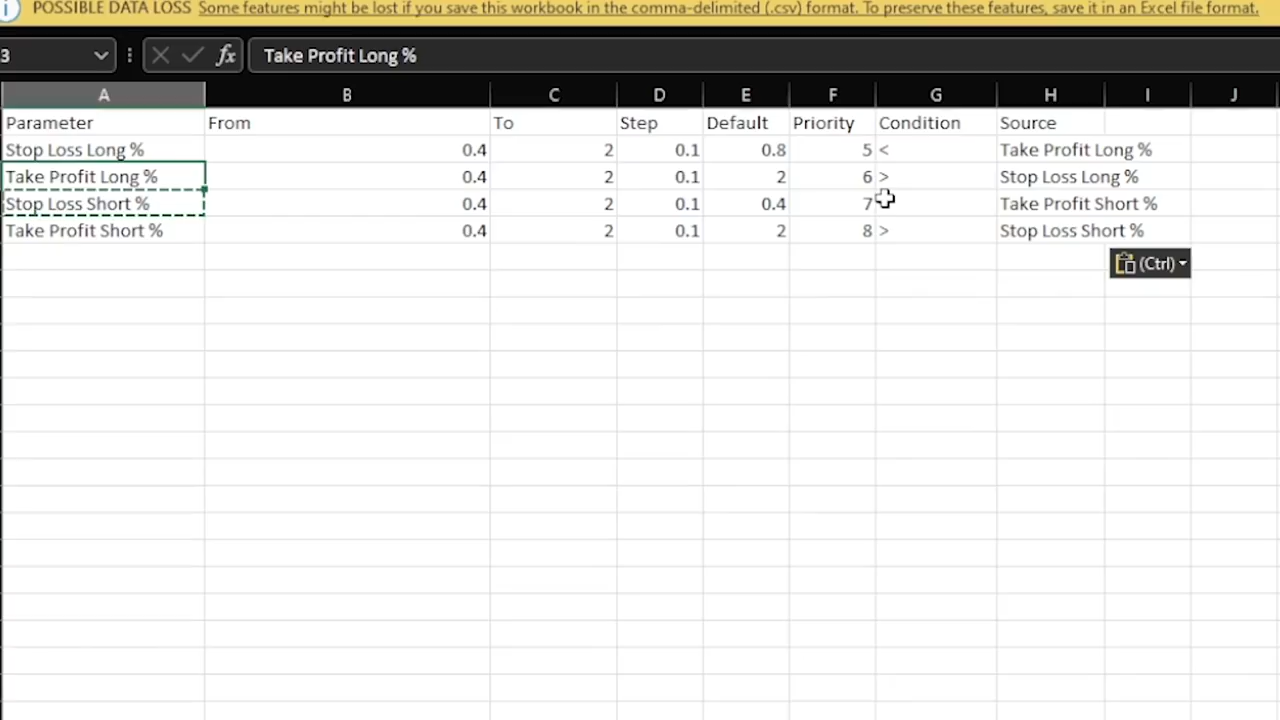 POSSIBLE DATA LOSS Some features might be lost if you save this workbook in the comma-delimited (.csv) format. To preserve these features, save it in an Excel file format.
3 fx Take Profit Long %
A B C D E F G H I J
Parameter From To Step Default Priority Condition Source
Stop Loss Long % 0.4 2 0.1 0.8 5 < Take Profit Long %
Take Profit Long % 0.4 2 0.1 2 6 > Stop Loss Long %
Stop Loss Short % 0.4 2 0.1 0.4 7 Take Profit Short %
Take Profit Short % 0.4 2 0.1 2 8 > Stop Loss Short %
(Ctrl)